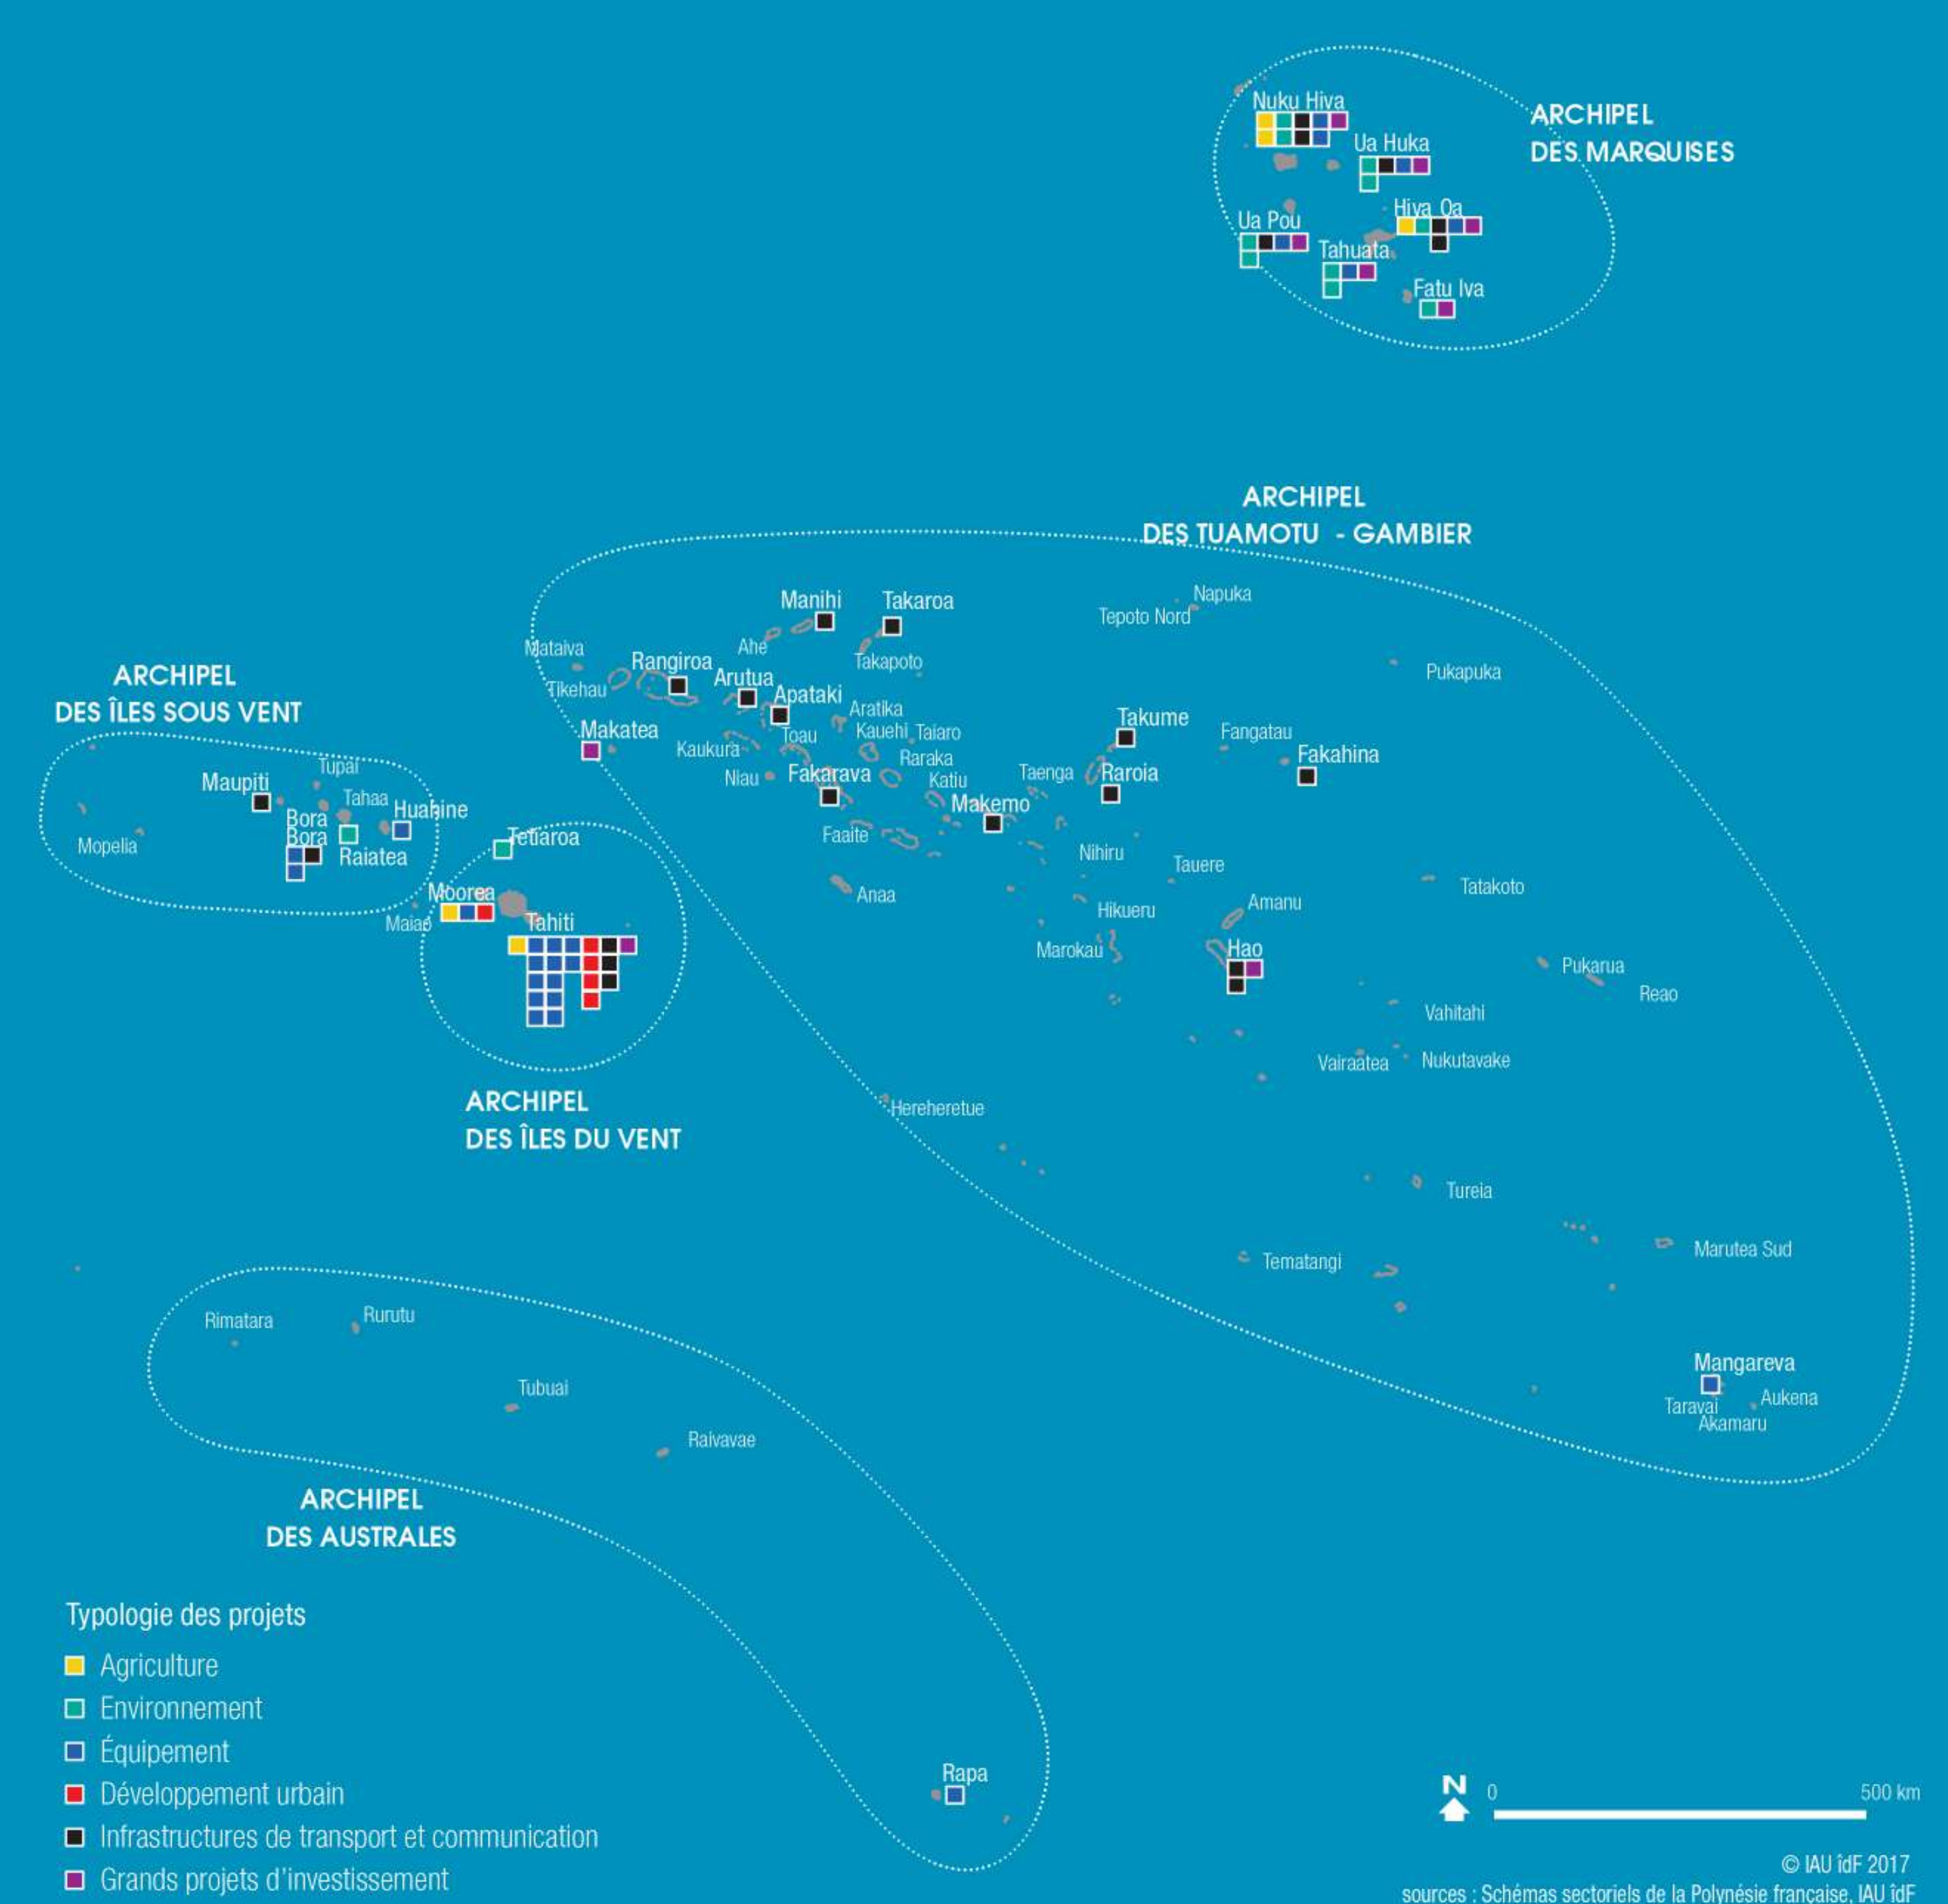 Nuku Hiva
ARCHIPEL
DES MARQUISES
Ua Huka
Hiva Oa
Ua Pou
Tahuata
Fatu Iva
ARCHIPEL
DES TUAMOTU - GAMBIER
Manihi
Takaroa
Napuka
Tepoto Nord
Mataiva
Ahe
Rangiroa
Takapoto
Pukapuka
Tikehau
Arutua
Apataki
Aratika
Makatea
Kaukura
Toau
Kauehi
Taiaro
Takume
Fangatau
Raraka
Fakahina
Niau
Fakarava
Katiu
Taenga
Raroia
Makemo
Faaite
Nihiru
Tauere
Tatakoto
Anaa
Hikueru
Amanu
Marokau
Hao
Pukarua
Reao
Vahitahi
Vairaatea
Nukutavake
Hereheretue
Tureia
Tematangi
Marutea Sud
Mangareva
Taravai
Aukena
Akamaru
ARCHIPEL
DES ÎLES SOUS VENT
Tupai
Maupiti
Tahaa
Huahine
Bora
Bora
Raiatea
Mopelia
Tetiaroa
Moorea
Maiao
Tahiti
ARCHIPEL
DES ÎLES DU VENT
Rimatara
Rurutu
Tubuai
Raivavae
ARCHIPEL
DES AUSTRALES
Rapa
Typologie des projets
Agriculture
Environnement
Équipement
Développement urbain
Infrastructures de transport et communication
Grands projets d'investissement
N
0
500 km
© IAU îdF 2017
sources : Schémas sectoriels de la Polynésie française, IAU îdF